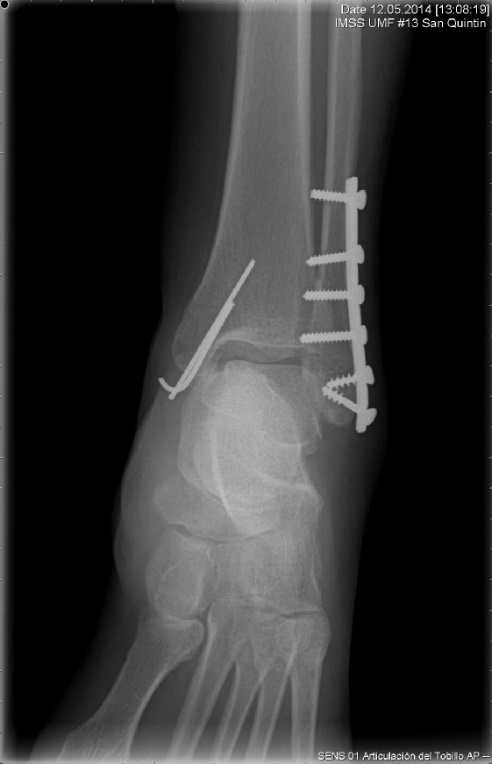 Date 12.05.2014 [13:08:19]
IMSS UMF #13 San Quintin
SENS 01 Articulación del Tobillo AP --